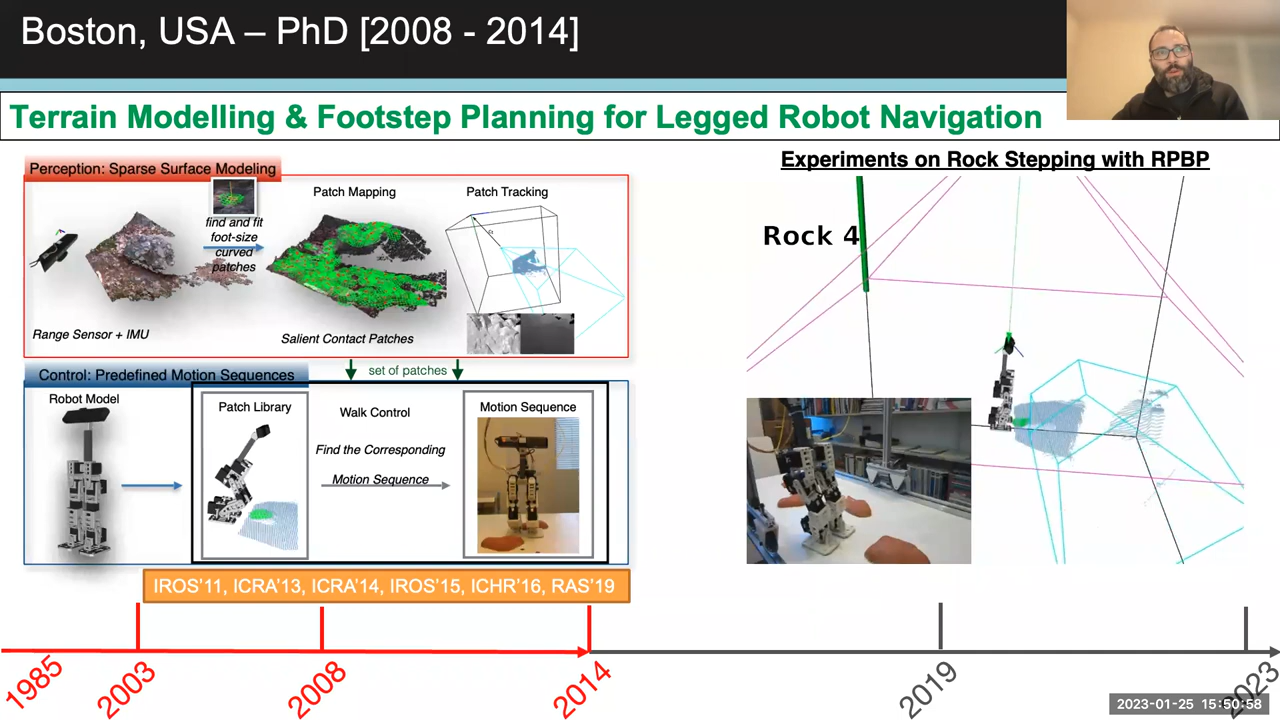 Boston, USA – PhD [2008 - 2014]
Terrain Modelling & Footstep Planning for Legged Robot Navigation
Perception: Sparse Surface Modeling
find and fit
foot-size
curved
patches
Patch Mapping
Patch Tracking
Range Sensor + IMU
Salient Contact Patches
set of patches
Control: Predefined Motion Sequences
Robot Model
Patch Library
Walk Control
Find the Corresponding
Motion Sequence
Motion Sequence
IROS'11, ICRA'13, ICRA'14, IROS'15, ICHR'16, RAS'19
Experiments on Rock Stepping with RPBP
Rock 4
1985
2003
2008
2014
2019
2023
2023-01-25 15:50:58